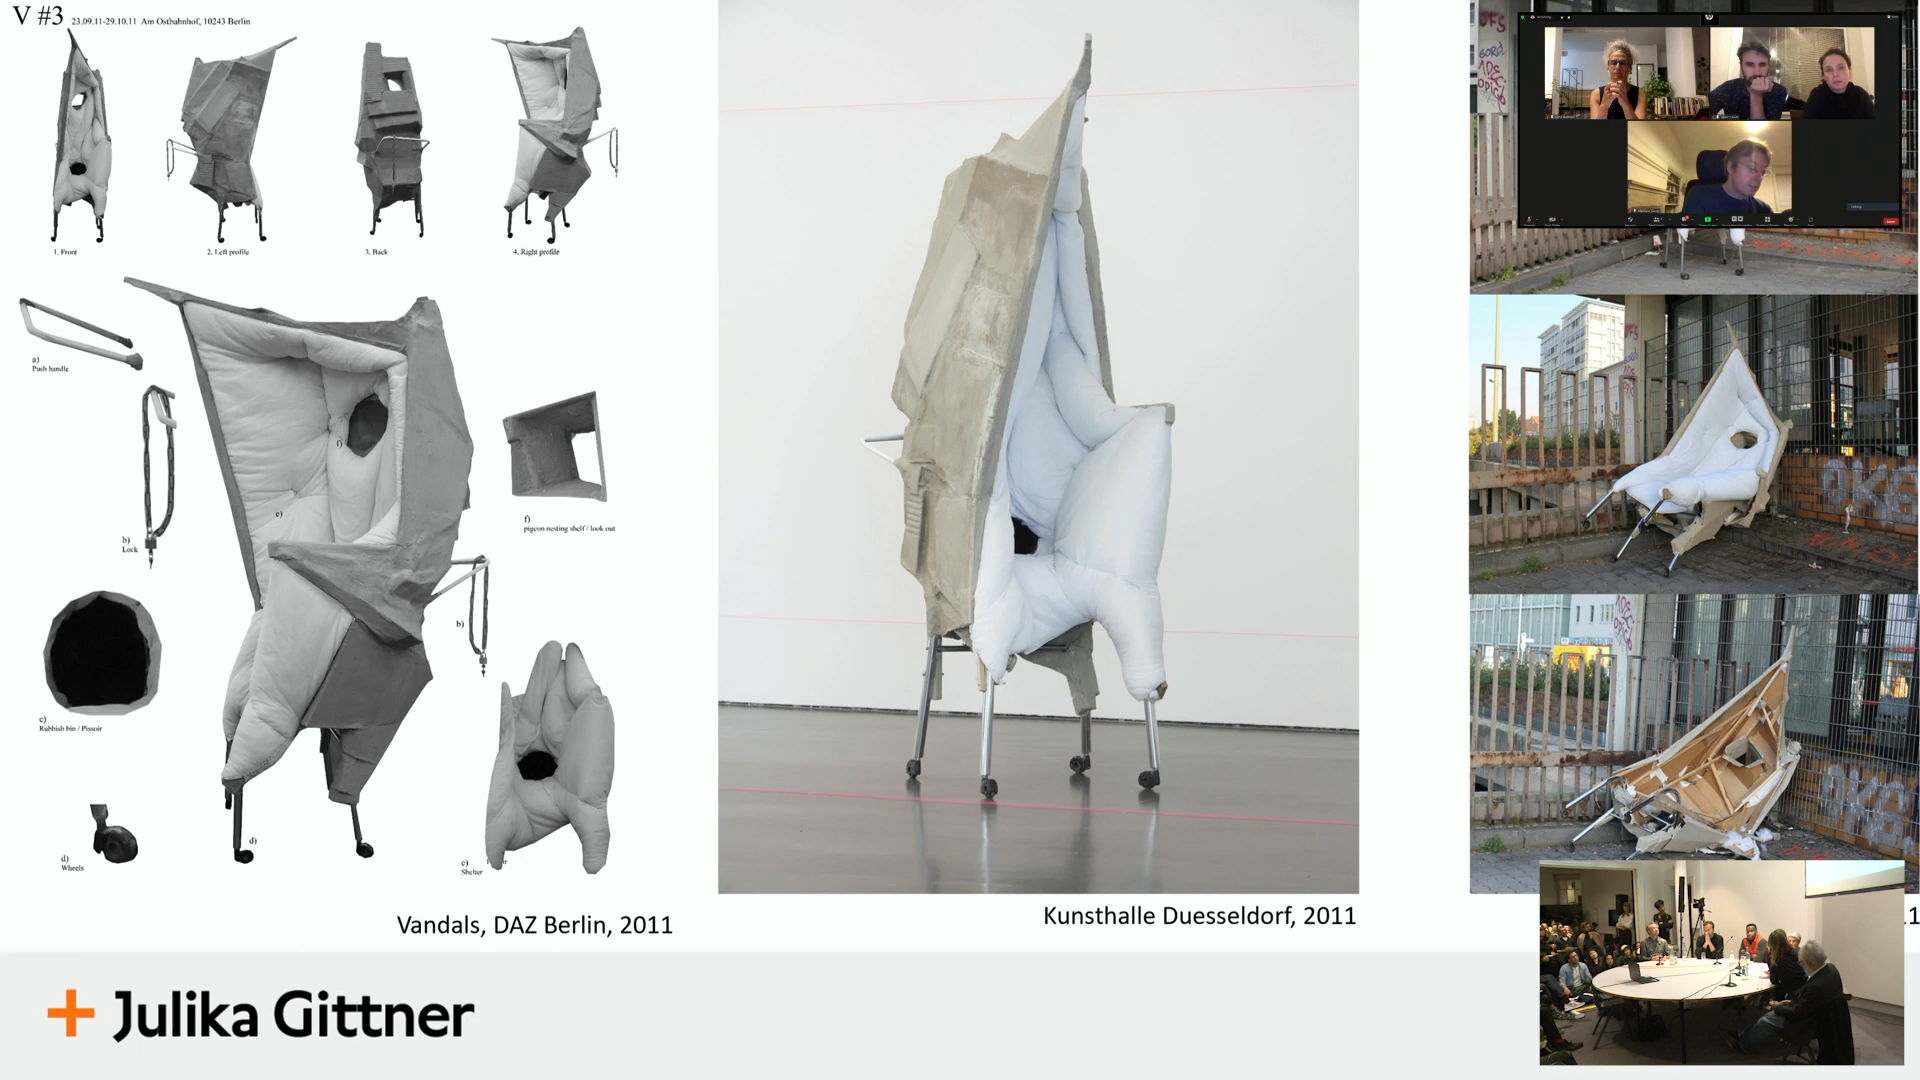 V #3 23.09.11-29.10.11 Am Ostbahnhof, 10243 Berlin
1. Front
2. Left profile
3. Back
4. Right profile
a)
Push handle
b)
Lock
c)
Rubbish bin / Pissoir
d)
Wheels
e)
f)
b)
d)
f)
pigeon nesting shelf / look out
e)
Shelter
Vandals, DAZ Berlin, 2011
Kunsthalle Duesseldorf, 2011
+ Julika Gittner